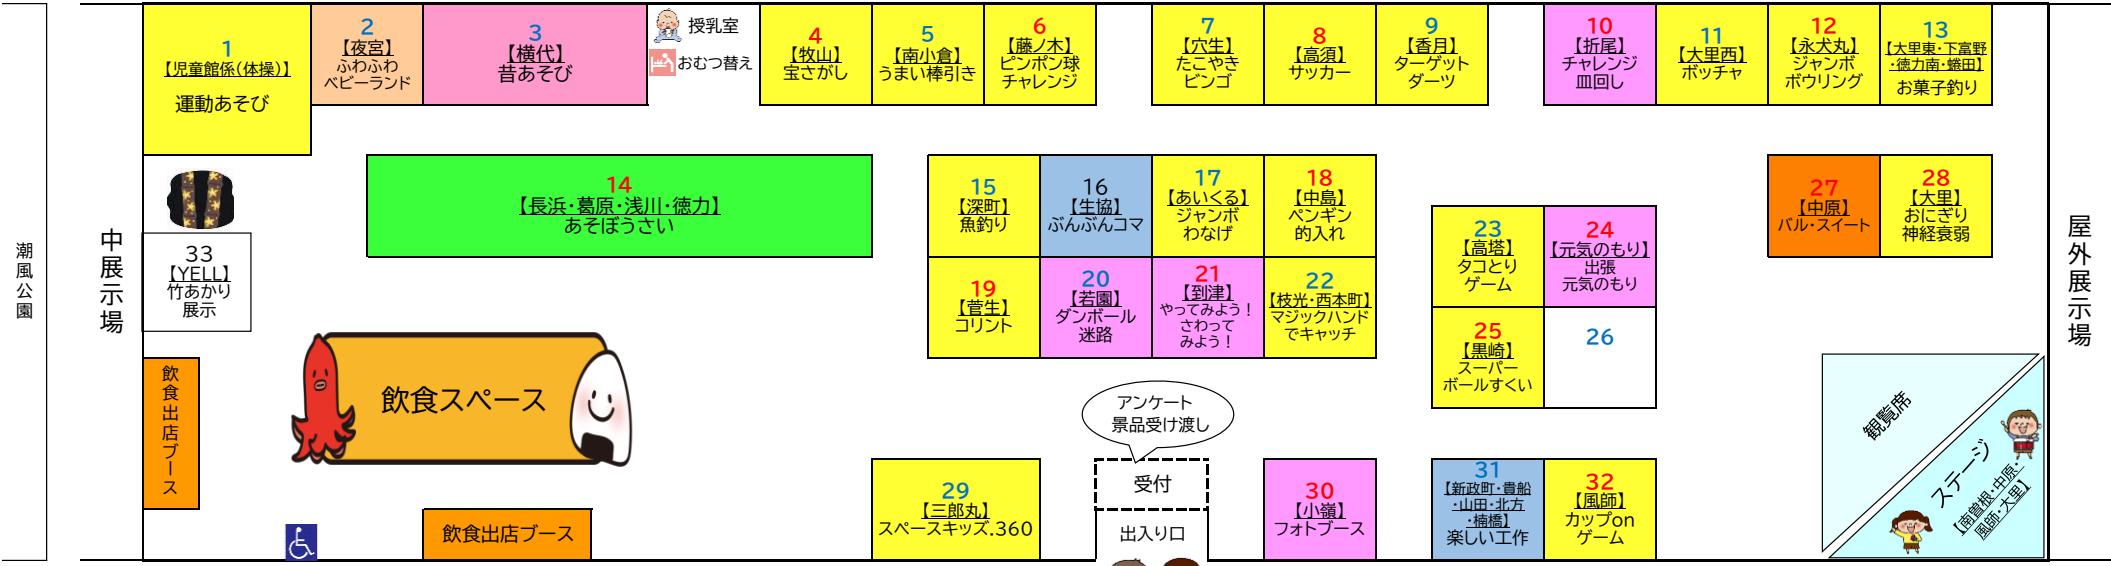 1
【児童館係(体操)】
運動あそび
2
【夜宮】
ふわふわ
ベビーランド
3
【横代】
昔あそび
授乳室
おむつ替え
4
【牧山】
宝さがし
5
【南小倉】
うまい棒引き
6
【藤ノ木】
ピンポン球
チャレンジ
7
【穴生】
たこやき
ビンゴ
8
【高須】
サッカー
9
【香月】
ターゲット
ダーツ
10
【折尾】
チャレンジ
皿回し
11
【大里西】
ボッチャ
12
【永犬丸】
ジャンボ
ボウリング
13
【大里東・下富野
・徳力南・蜷田】
お菓子釣り
潮風公園
中展示場
33
【YELL】
竹あかり
展示
14
【長浜・葛原・浅川・徳力】
あそぼうさい
15
【深町】
魚釣り
16
【生協】
ぶんぶんコマ
17
【あいくる】
ジャンボ
わなげ
18
【中島】
ペンギン
的入れ
19
【菅生】
コリント
20
【若園】
ダンボール
迷路
21
【到津】
やってみよう！
さわって
みよう！
22
【枝光・西本町】
マジックハンド
でキャッチ
23
【高塔】
タコとり
ゲーム
24
【元気のもり】
出張
元気のもり
25
【黒崎】
スーパー
ボールすくい
26
27
【中原】
バル・スイート
28
【大里】
おにぎり
神経衰弱
屋外展示場
飲食出店ブース
飲食スペース
飲食出店ブース
29
【三郎丸】
スペースキッズ.360
アンケート
景品受け渡し
受付
出入り口
30
【小嶺】
フォトブース
31
【新政町・貴船
・山田・北方
・楠橋】
楽しい工作
32
【風師】
カップon
ゲーム
観覧席
ステージ
【南曽根・中原・
風師・大里】